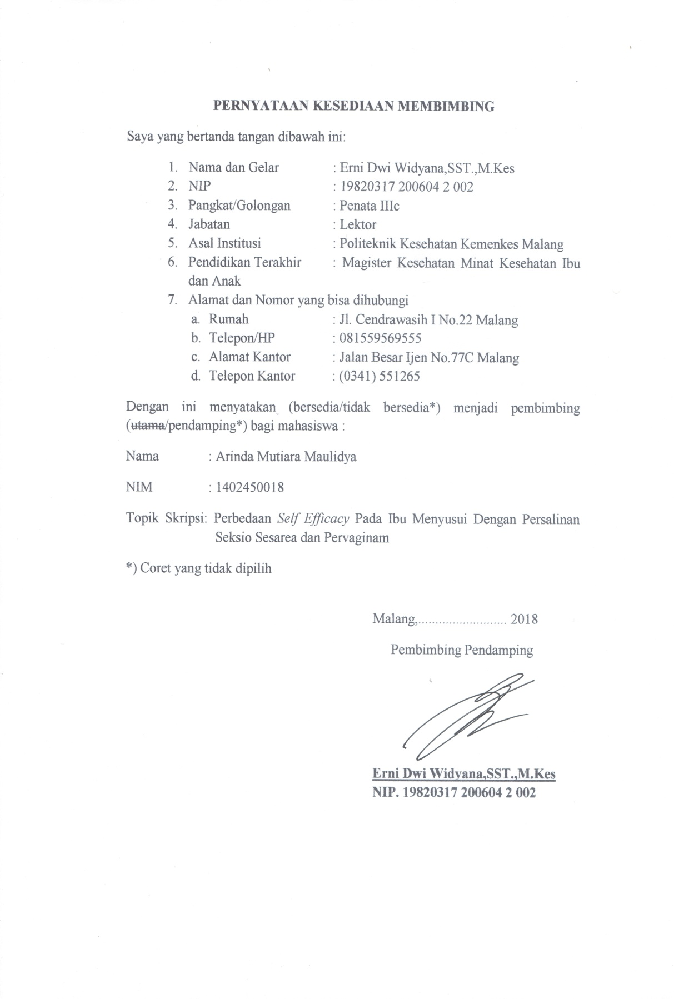 PERNYATAAN KESEDIAAN MEMBIMBING
Saya yang bertanda tangan dibawah ini:
1. Nama dan Gelar : Erni Dwi Widyana,SST.,M.Kes
2. NIP : 19820317 200604 2 002
3. Pangkat/Golongan : Penata IIIc
4. Jabatan : Lektor
5. Asal Institusi : Politeknik Kesehatan Kemenkes Malang
6. Pendidikan Terakhir : Magister Kesehatan Minat Kesehatan Ibu
dan Anak
7. Alamat dan Nomor yang bisa dihubungi
a. Rumah : Jl. Cendrawasih I No.22 Malang
b. Telepon/HP : 081559569555
c. Alamat Kantor : Jalan Besar Ijen No.77C Malang
d. Telepon Kantor : (0341) 551265
Dengan ini menyatakan (bersedia/tidak bersedia*) menjadi pembimbing
(utama/pendamping*) bagi mahasiswa :
Nama : Arinda Mutiara Maulidya
NIM : 1402450018
Topik Skripsi: Perbedaan Self Efficacy Pada Ibu Menyusui Dengan Persalinan
Seksio Sesarea dan Pervaginam
*) Coret yang tidak dipilih
Malang,.......................... 2018
Pembimbing Pendamping
Erni Dwi Widyana,SST.,M.Kes
NIP. 19820317 200604 2 002